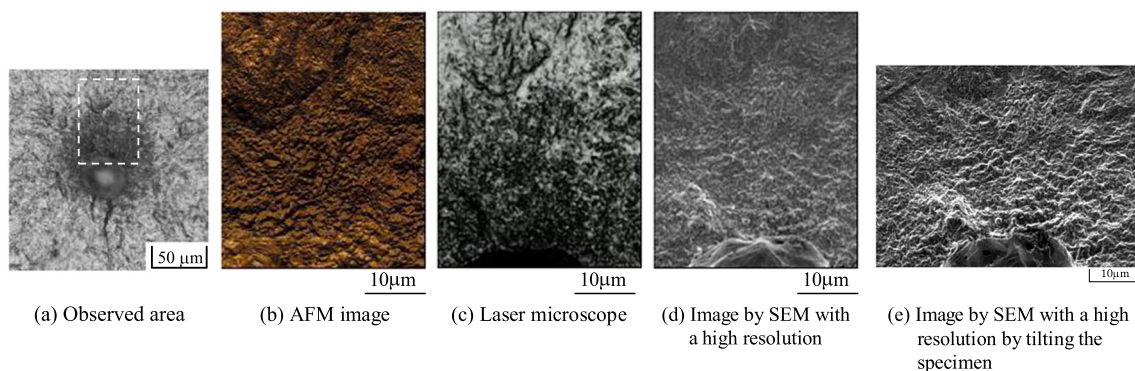 50 μm
10μm
10μm
10μm
10μm
(a) Observed area
(b) AFM image
(c) Laser microscope
(d) Image by SEM with
a high resolution
(e) Image by SEM with a high
resolution by tilting the
specimen